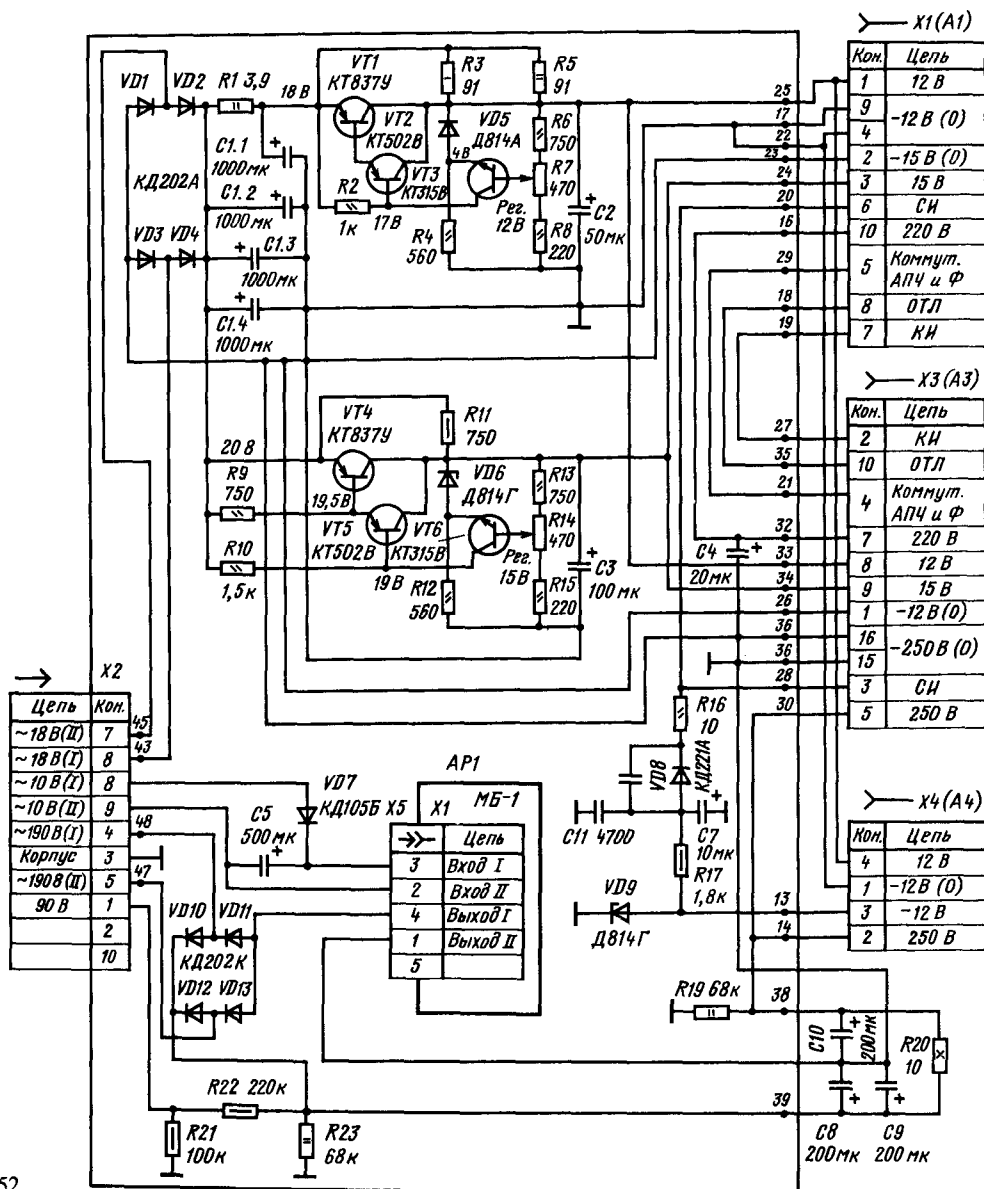 X1 (A1)
Кон. Цепь
1 12 В
9 -12 В (0)
4
2 -15 В (0)
3 15 В
6 СИ
10 220 В
5 Коммут.
АПЧ и Ф
8 ОТЛ
7 КИ
25
17
22
23
24
20
16
29
18
19
VD1 VD2 R1 3,9 18 В
VT1
КТ837У
R3
91
R5
91
VT2
КТ502В
VD5
Д814А
R6
750
C1.1
1000мк
КД202А
C1.2
1000мк
4 В
VT3
КТ315В
R7
470
R2
1к
17 В
Рег.
12 В
C2
50мк
VD3 VD4
C1.3
1000мк
R4
560
R8
220
C1.4
1000мк
X3 (A3)
Кон. Цепь
2 КИ
10 ОТЛ
4 Коммут.
АПЧ и Ф
7 220 В
8 12 В
9 15 В
1 -12 В (0)
16 -250 В (0)
15
3 СИ
5 250 В
27
35
21
32
33
34
26
36
36
28
30
VT4
КТ837У
R11
750
20 В
R9
750
19,5 В
VD6
Д814Г
R13
750
VT5
КТ502В
VT6
КТ315В
R14
470
R10
1,5к
19 В
Рег.
15 В
R12
560
R15
220
C3
100 мк
C4
20 мк
X2
Цепь Кон.
~18 В (II) 7
~18 В (I) 8
~10 В (I) 8
~10 В (II) 9
~190 В (I) 4
Корпус 3
~190 В (II) 5
90 В 1
2
10
45
43
48
47
VD7
КД105Б
C5
500 мк
X5
AP1
X1 МБ-1
Цепь
3 Вход I
2 Вход II
4 Выход I
1 Выход II
5
R16
10
VD8
КД221А
C11 4700
C7
10мк
R17
1,8к
VD9
Д814Г
X4 (A4)
Кон. Цепь
4 12 В
1 -12 В (0)
3 -12 В
2 250 В
13
14
VD10 VD11
КД202К
VD12 VD13
R19 68к
38
C10
200мк
R20
10
39
C8
200мк
C9
200 мк
R22 220к
R21
100к
R23
68к
52